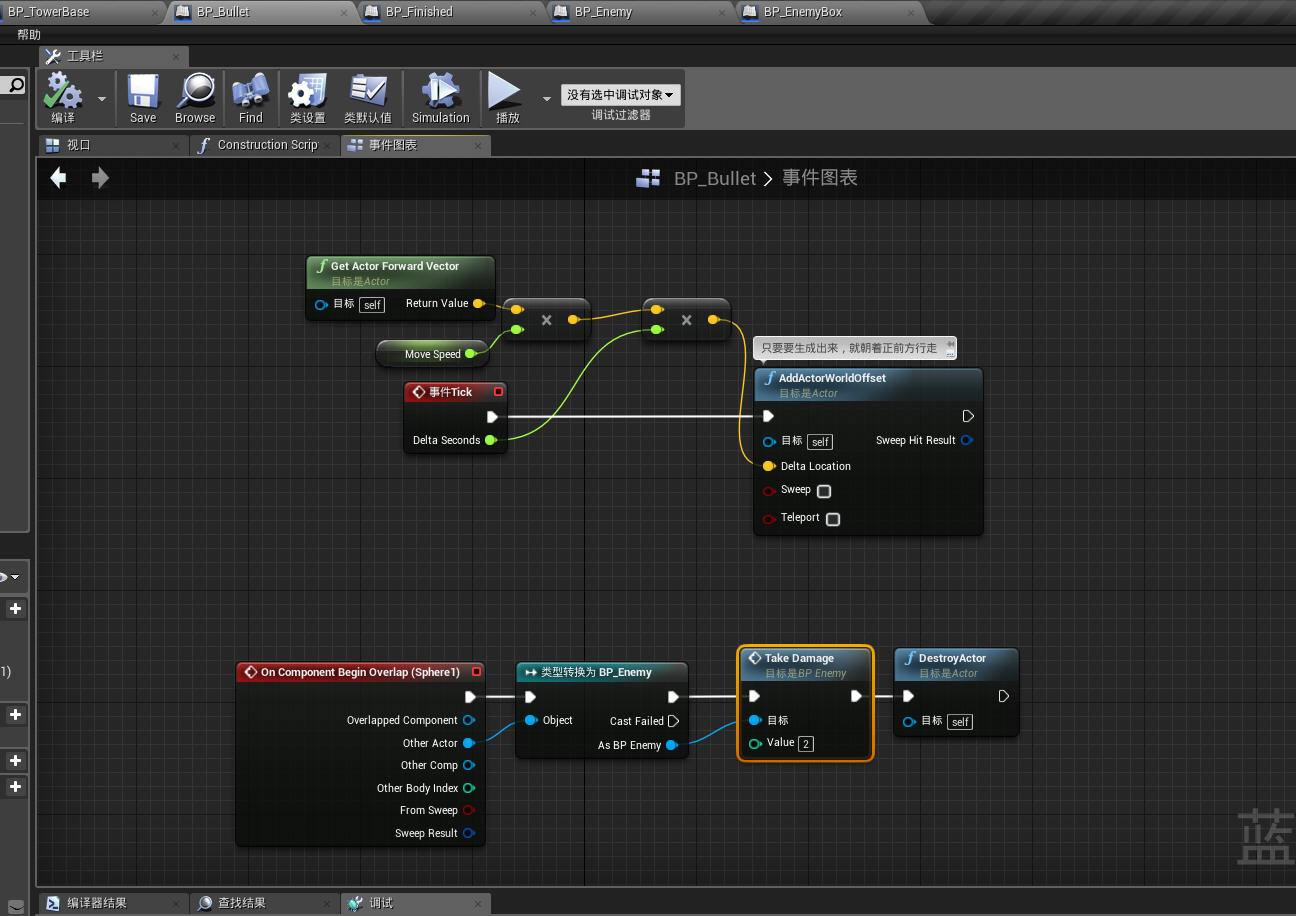 BP_TowerBase
BP_Bullet
BP_Finished
BP_Enemy
BP_EnemyBox
帮助
工具栏
编译
Save
Browse
Find
类设置
类默认值
Simulation
播放
没有选中调试对象
调试过滤器
视口
Construction Scrip
事件图表
BP_Bullet > 事件图表
Get Actor Forward Vector
目标是Actor
目标 self
Return Value
Move Speed
事件Tick
Delta Seconds
只要要生成出来，就朝着正前方行走
AddActorWorldOffset
目标是Actor
目标 self
Sweep Hit Result
Delta Location
Sweep
Teleport
On Component Begin Overlap (Sphere1)
Overlapped Component
Other Actor
Other Comp
Other Body Index
From Sweep
Sweep Result
类型转换为 BP_Enemy
Object
Cast Failed
As BP Enemy
Take Damage
目标是BP Enemy
目标
Value 2
DestroyActor
目标是Actor
目标 self
1)
蓝
编译器结果
查找结果
调试